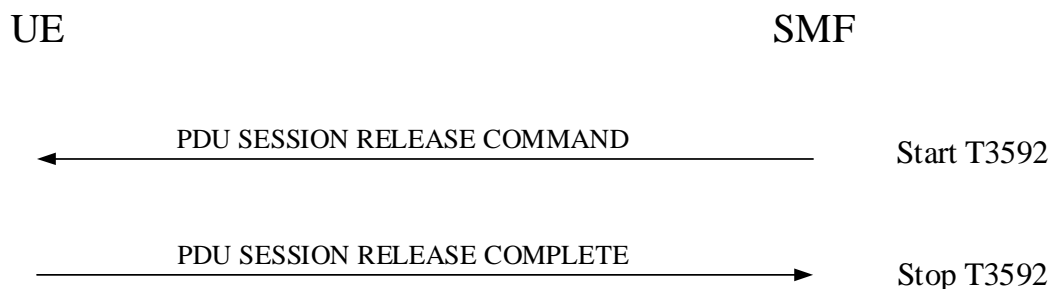 UE SMF
PDU SESSION RELEASE COMMAND Start T3592
PDU SESSION RELEASE COMPLETE Stop T3592